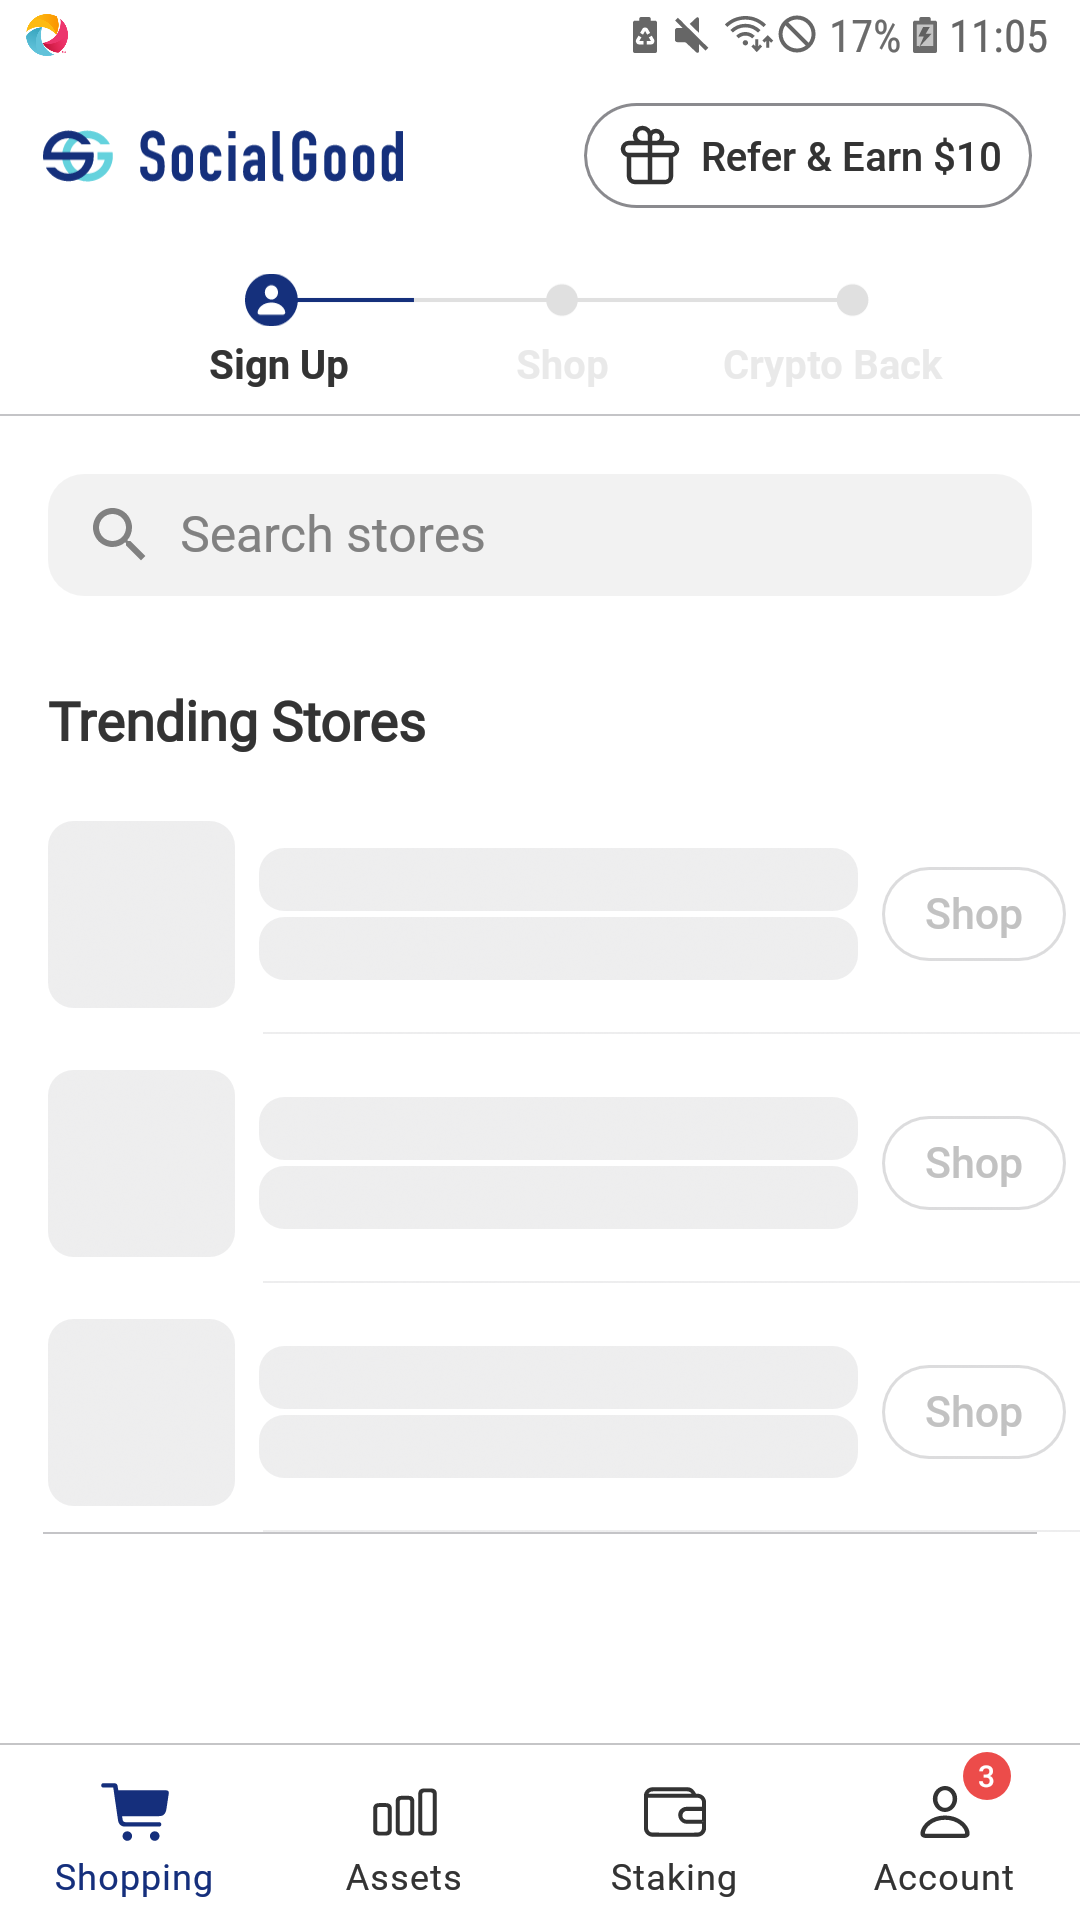 17% 11:05
SocialGood
Refer & Earn $10
Sign Up Shop Crypto Back
Search stores
Trending Stores
Shop
Shop
Shop
3
Shopping Assets Staking Account